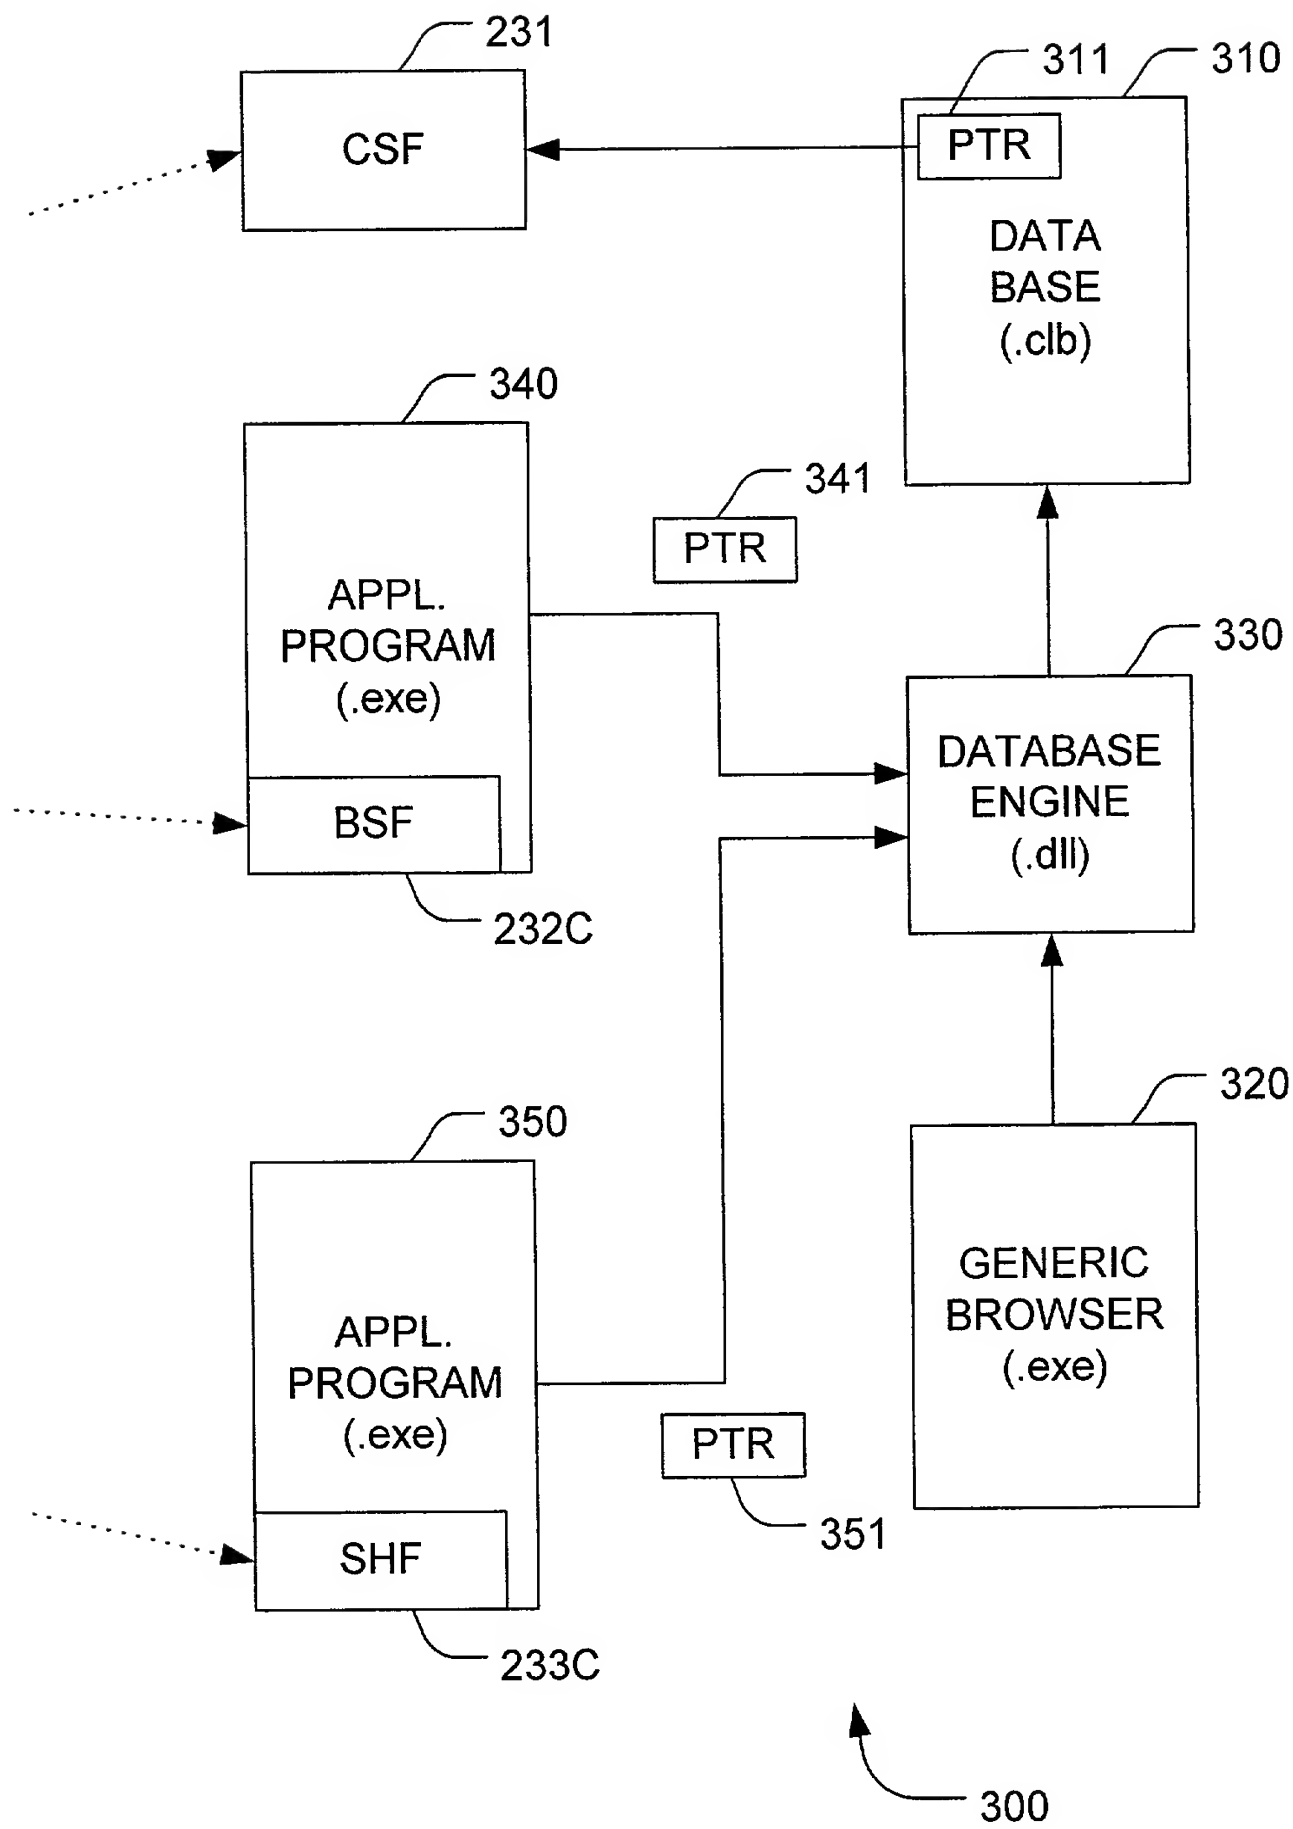 231
311
310
CSF
PTR
DATA
BASE
(.clb)
340
341
PTR
APPL.
PROGRAM
(.exe)
330
DATABASE
ENGINE
(.dll)
BSF
232C
320
350
GENERIC
BROWSER
(.exe)
APPL.
PROGRAM
(.exe)
PTR
351
SHF
233C
300